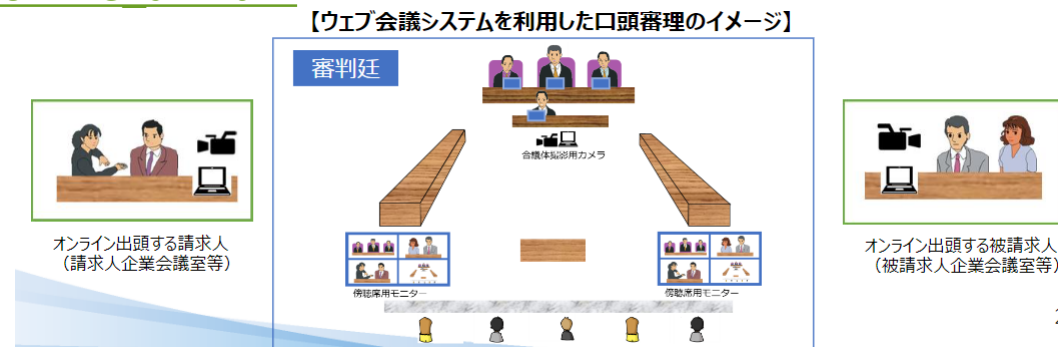 【ウェブ会議システムを利用した口頭審理のイメージ】
審判廷
合議体撮影用カメラ
オンライン出頭する請求人
（請求人企業会議室等）
傍聴席用モニター
傍聴席用モニター
オンライン出頭する被請求人
（被請求人企業会議室等）